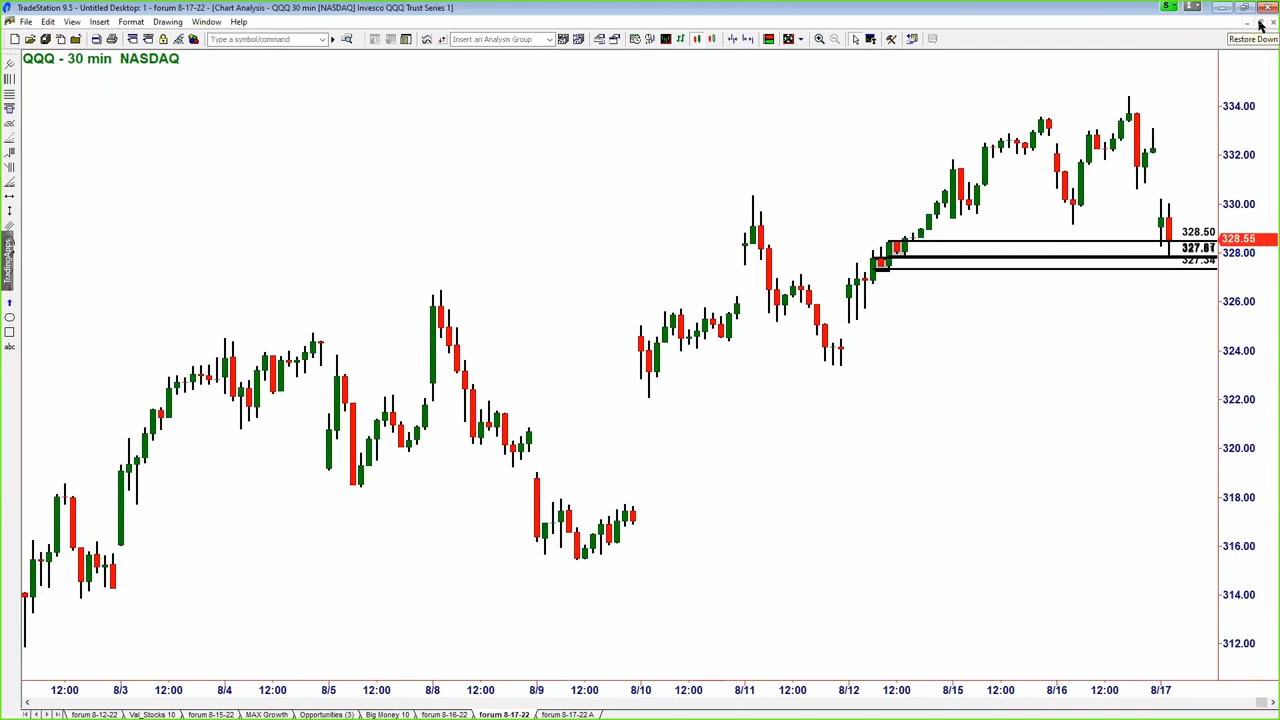 TradeStation 9.5 - Untitled Desktop: 1 - forum 8-17-22 - [Chart Analysis - QQQ 30 min [NASDAQ] Invesco QQQ Trust Series 1]
File Edit View Insert Format Drawing Window Help
Restore Down
Type a symbol/command
Insert an Analysis Group
QQQ - 30 min NASDAQ
TradingApps
abc
334.00
332.00
330.00
328.50
328.55
328.00
327.34
326.00
324.00
322.00
320.00
318.00
316.00
314.00
312.00
12:00 8/3 12:00 8/4 12:00 8/5 12:00 8/8 12:00 8/9 12:00 8/10 12:00 8/11 12:00 8/12 12:00 8/15 12:00 8/16 12:00 8/17
forum 8-12-22 Val_Stocks 10 forum 8-15-22 MAX Growth Opportunities (3) Big Money 10 forum 8-16-22 forum 8-17-22 forum 8-17-22 A